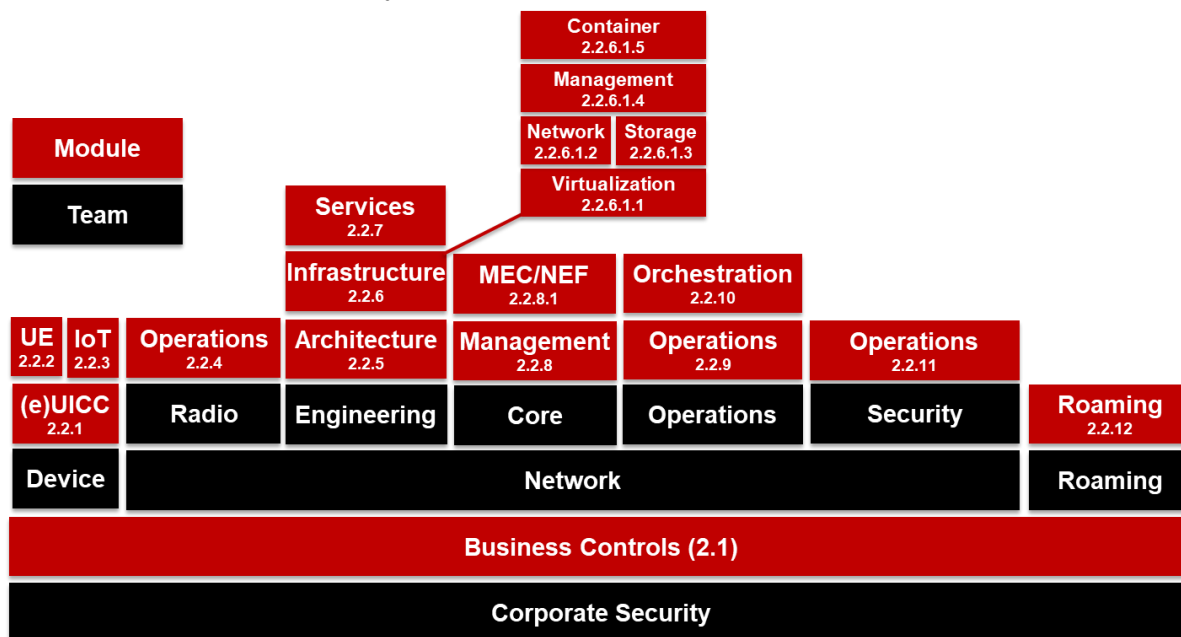 Container
2.2.6.1.5
Management
2.2.6.1.4
Network
2.2.6.1.2
Storage
2.2.6.1.3
Virtualization
2.2.6.1.1
Module
Team
Services
2.2.7
Infrastructure
2.2.6
MEC/NEF
2.2.8.1
Orchestration
2.2.10
UE
2.2.2
IoT
2.2.3
Operations
2.2.4
Architecture
2.2.5
Management
2.2.8
Operations
2.2.9
Operations
2.2.11
(e)UICC
2.2.1
Radio
Engineering
Core
Operations
Security
Roaming
2.2.12
Device
Network
Roaming
Business Controls (2.1)
Corporate Security